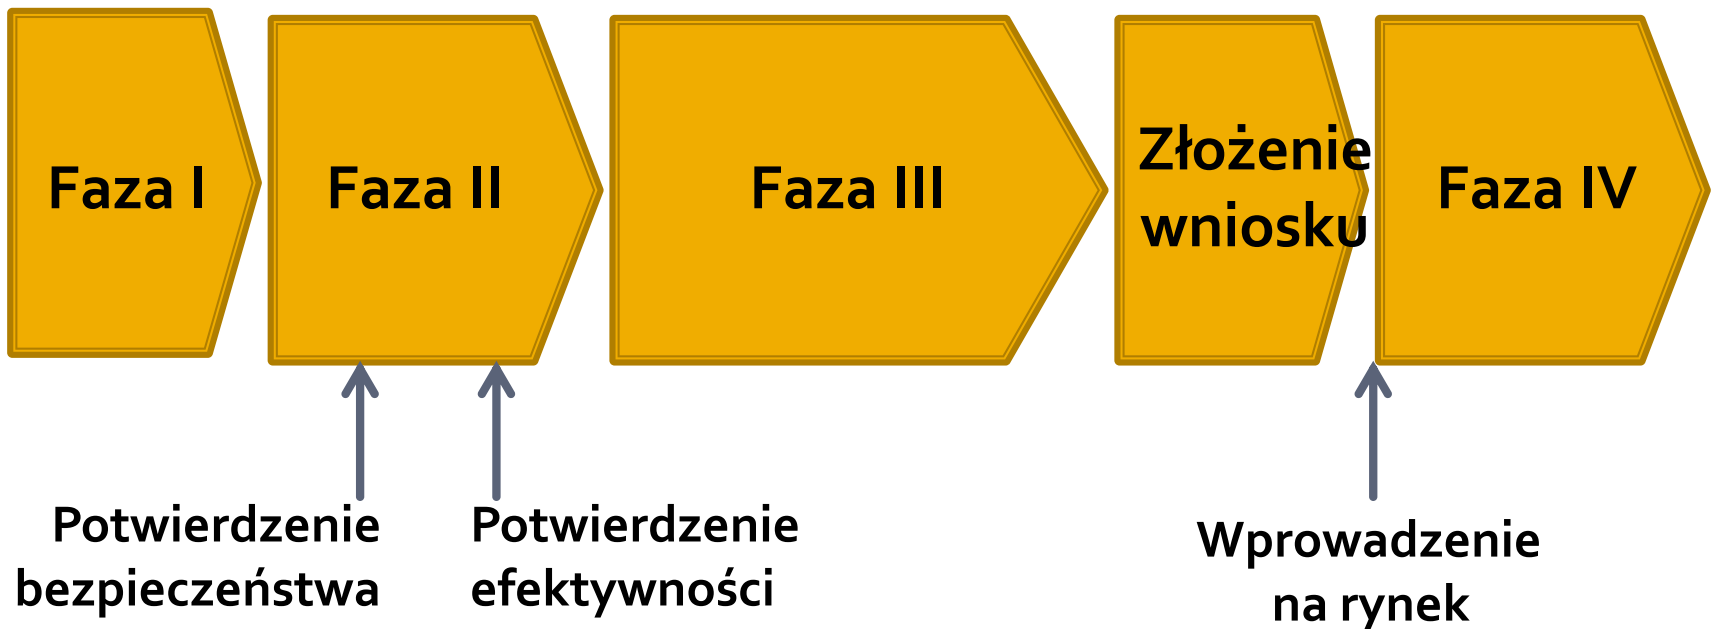 Faza I
Faza II
Faza III
Złożenie
wniosku
Faza IV
Potwierdzenie
bezpieczeństwa
Potwierdzenie
efektywności
Wprowadzenie
na rynek